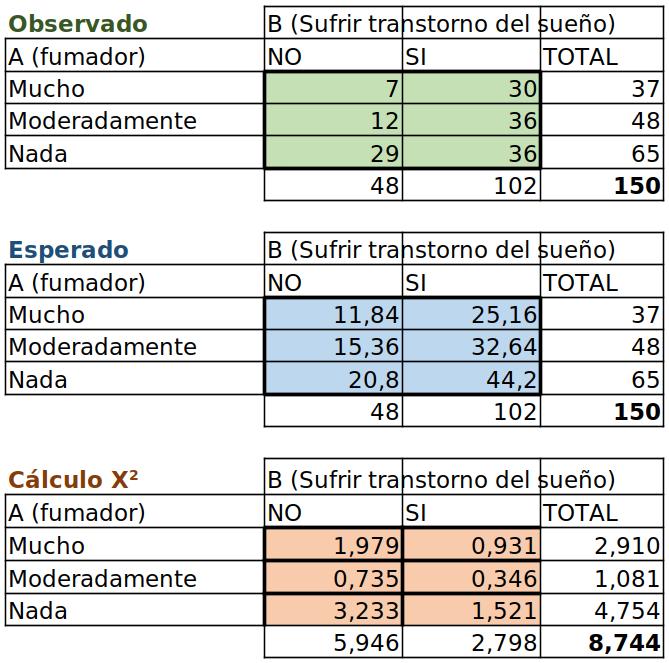 Observado B (Sufrir transtorno del sueño)
A (fumador) NO SI TOTAL
Mucho 7 30 37
Moderadamente 12 36 48
Nada 29 36 65
48 102 150
Esperado B (Sufrir transtorno del sueño)
A (fumador) NO SI TOTAL
Mucho 11,84 25,16 37
Moderadamente 15,36 32,64 48
Nada 20,8 44,2 65
48 102 150
Cálculo X² B (Sufrir transtorno del sueño)
A (fumador) NO SI TOTAL
Mucho 1,979 0,931 2,910
Moderadamente 0,735 0,346 1,081
Nada 3,233 1,521 4,754
5,946 2,798 8,744